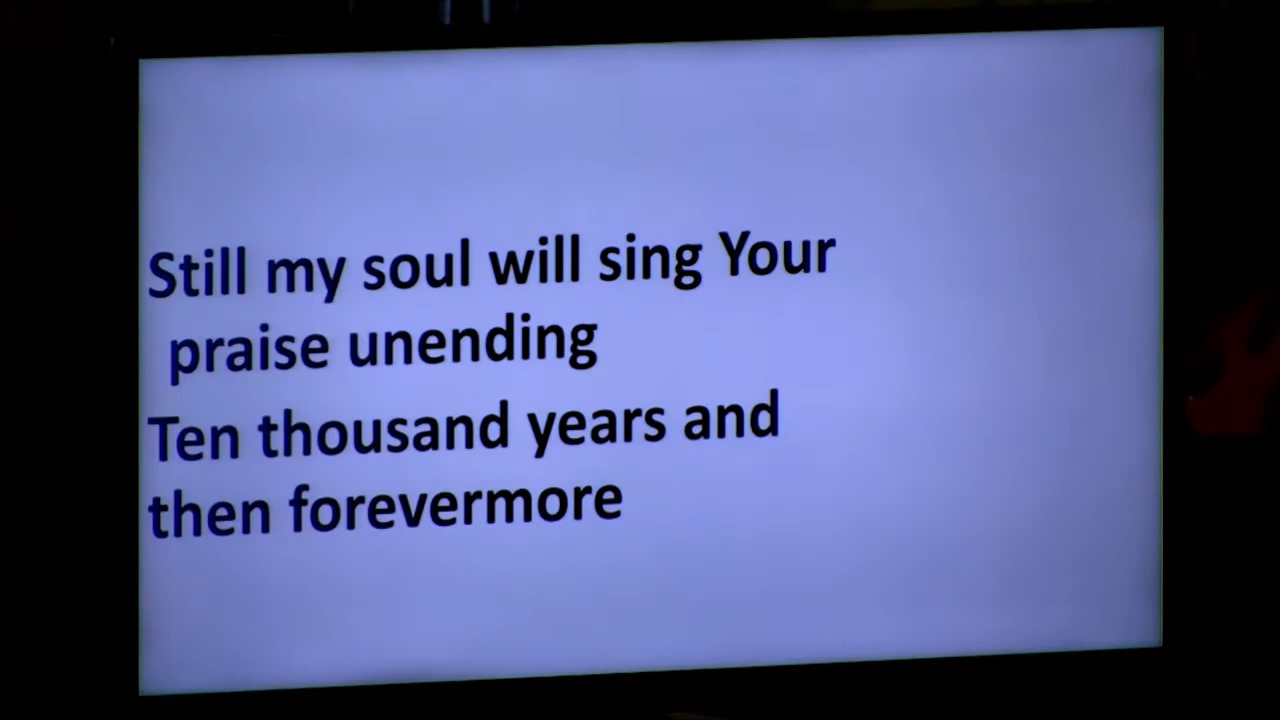 Still my soul will sing Your
praise unending
Ten thousand years and
then forevermore